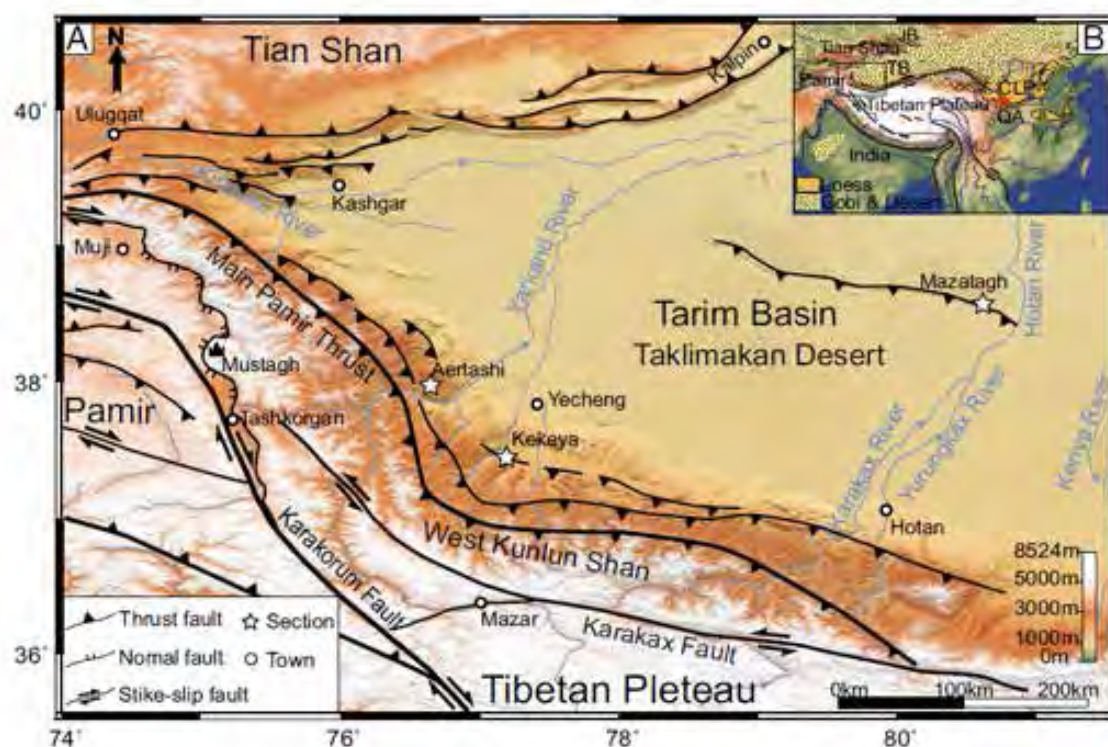 A
N
Tian Shan
Kalpin
40°
Uluqqat
Kashgar
Muji
Main Pamir Thrust
Yarkand River
Mazatagh
Hotan River
Tarim Basin
Taklimakan Desert
38°
Mustagh
Aertashi
Yecheng
Pamir
Tashkorgan
Kekeya
Karakax River
Yurungkax River
Keriya River
Hotan
West Kunlun Shan
Karakorum Fault
Mazar
Karakax Fault
Tibetan Pleteau
36°
Thrust fault
Section
Nomal fault
Town
Stike-slip fault
8524m
5000m
3000m
1000m
0m
0km
100km
200km
74°
76°
78°
80°
B
JB
Tian Shan
TB
Pamir
CLP
Tibetan Plateau
QA
India
Loess
Gobi & Desert